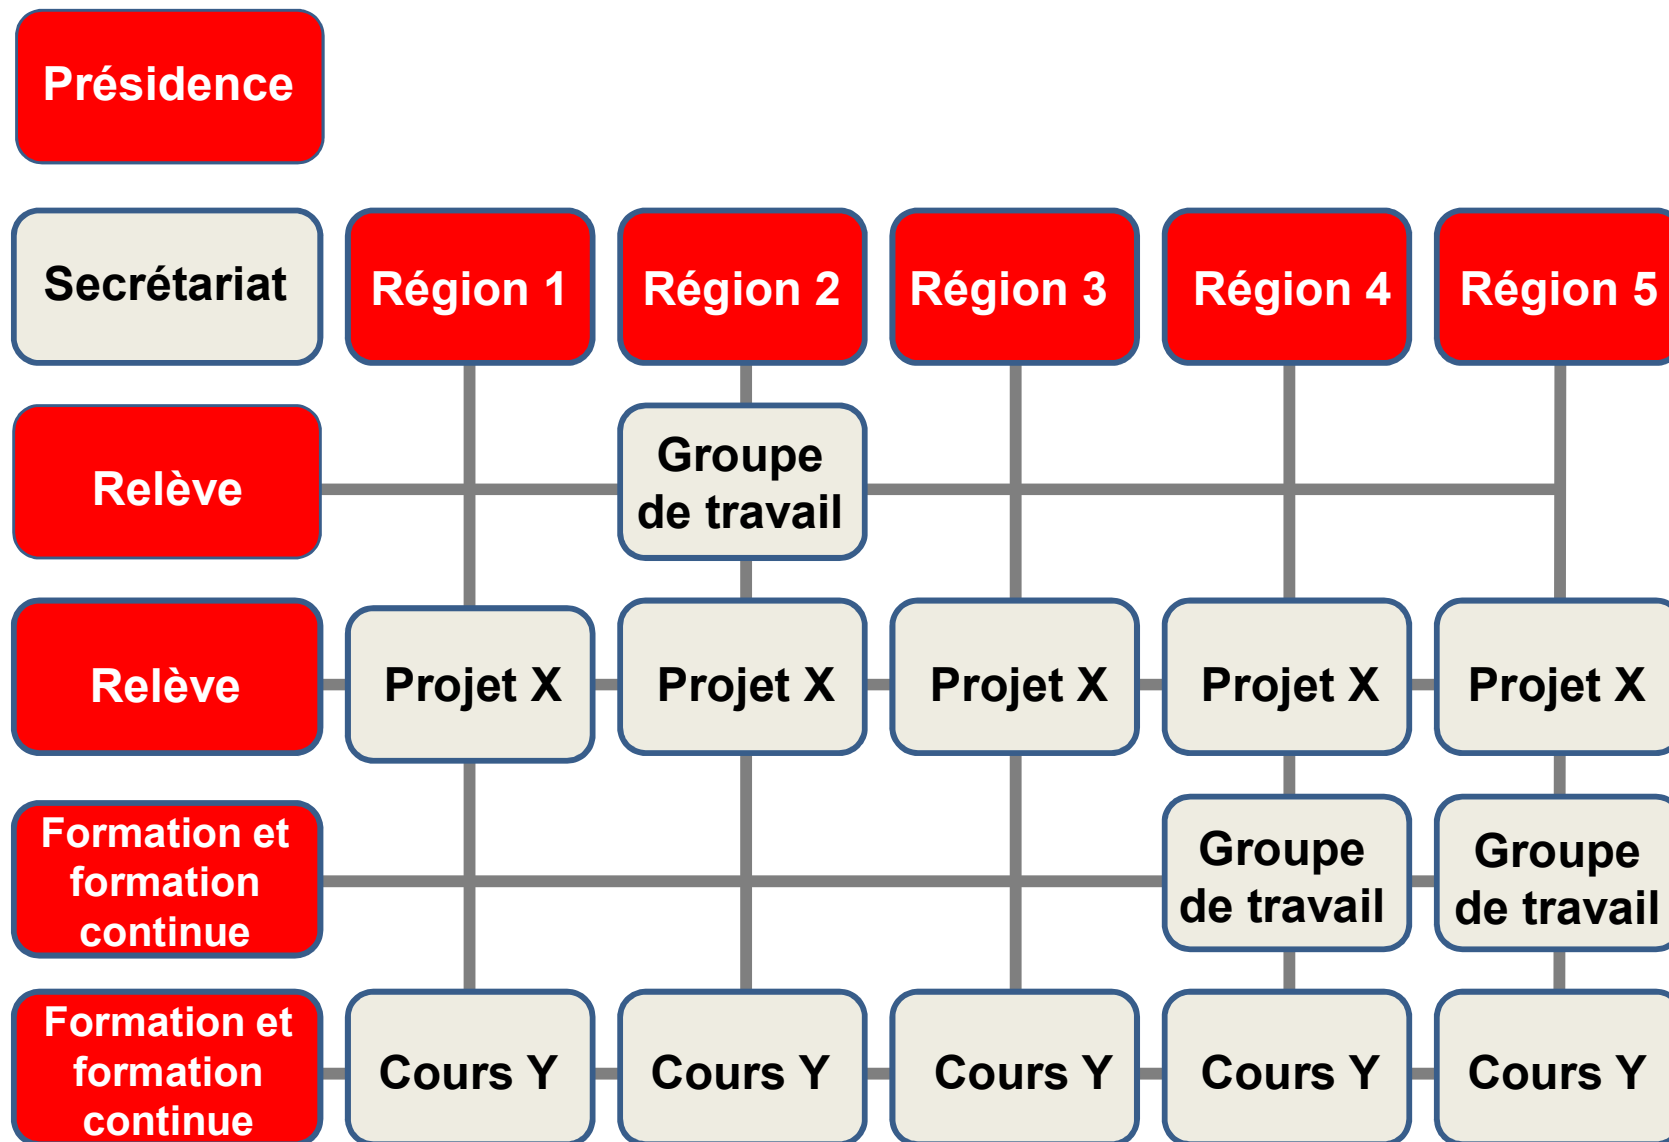 Présidence
Secrétariat
Région 1
Région 2
Région 3
Région 4
Région 5
Relève
Groupe
de travail
Relève
Projet X
Projet X
Projet X
Projet X
Projet X
Formation et
formation
continue
Groupe
de travail
Groupe
de travail
Formation et
formation
continue
Cours Y
Cours Y
Cours Y
Cours Y
Cours Y